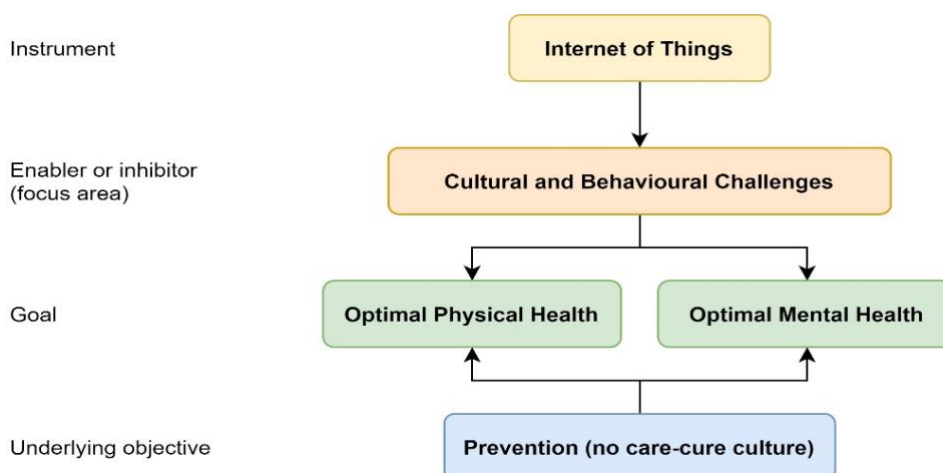 Instrument
Internet of Things
Enabler or inhibitor
(focus area)
Cultural and Behavioural Challenges
Goal
Optimal Physical Health
Optimal Mental Health
Underlying objective
Prevention (no care-cure culture)